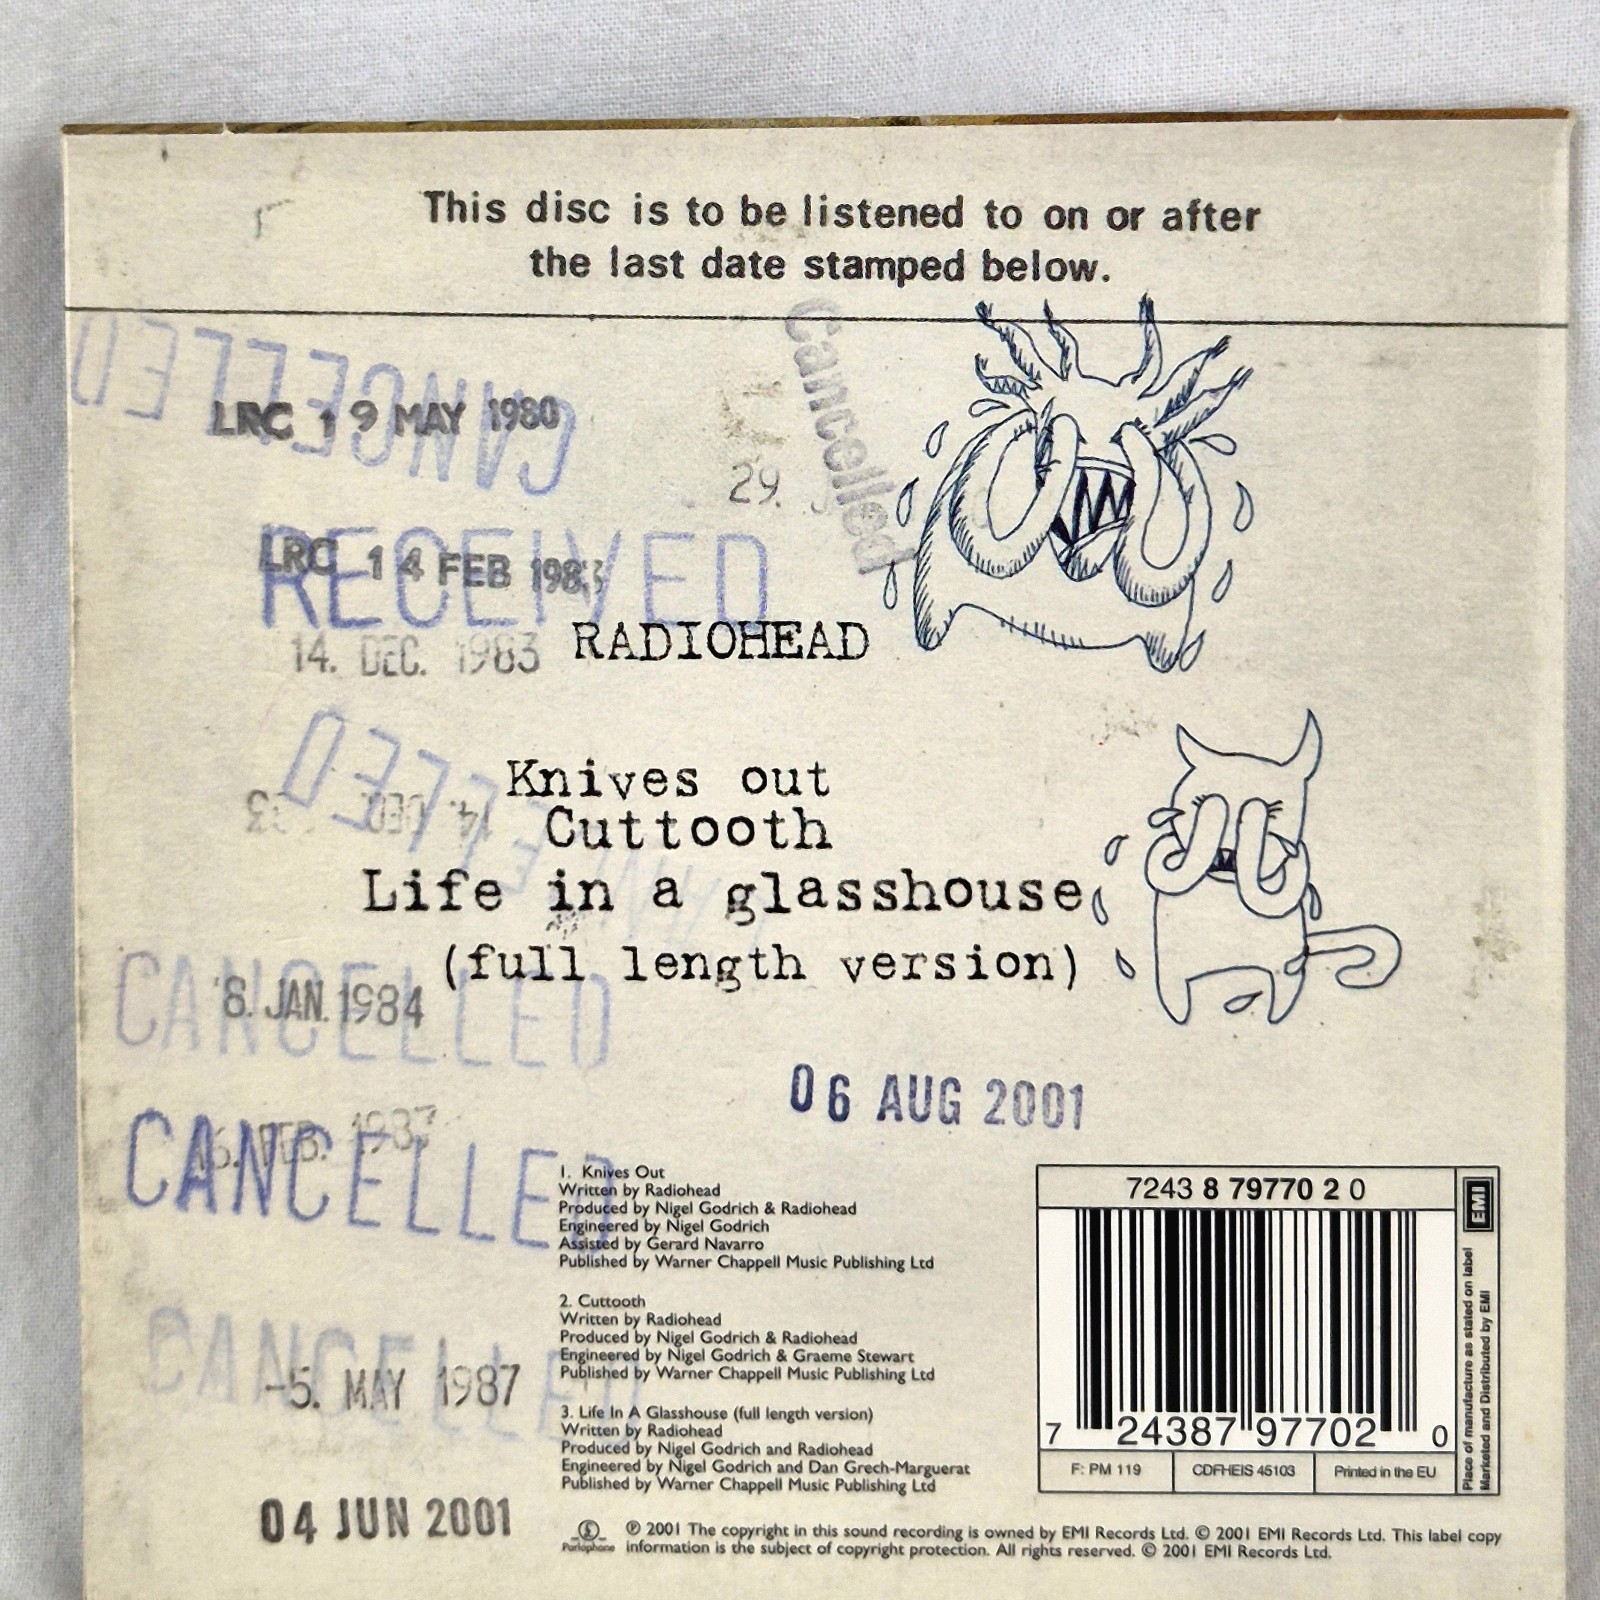 This disc is to be listened to on or after
the last date stamped below.
CANCELLED
LRC 19 MAY 1980
Cancelled
29.
RECEIVED
LRC 14 FEB 1983
14. DEC. 1983
RADIOHEAD
CANCELLED
14. DEC.
Knives out
Cuttooth
Life in a glasshouse
(full length version)
CANCELLED
8. JAN. 1984
06 AUG 2001
CANCELLED
FEB. 1987
CANCELLED
-5. MAY 1987
04 JUN 2001
1. Knives Out
Written by Radiohead
Produced by Nigel Godrich & Radiohead
Engineered by Nigel Godrich
Assisted by Gerard Navarro
Published by Warner Chappell Music Publishing Ltd
2. Cuttooth
Written by Radiohead
Produced by Nigel Godrich & Radiohead
Engineered by Nigel Godrich & Graeme Stewart
Published by Warner Chappell Music Publishing Ltd
3. Life In A Glasshouse (full length version)
Written by Radiohead
Produced by Nigel Godrich and Radiohead
Engineered by Nigel Godrich and Dan Grech-Marguerat
Published by Warner Chappell Music Publishing Ltd
7243 8 79770 2 0
7 24387 97702 0
F: PM 119
CDFHEIS 45103
Printed in the EU
EMI
Place of manufacture as stated on label
Marketed and Distributed by EMI
Parlophone
℗ 2001 The copyright in this sound recording is owned by EMI Records Ltd. © 2001 EMI Records Ltd. This label copy
information is the subject of copyright protection. All rights reserved. © 2001 EMI Records Ltd.